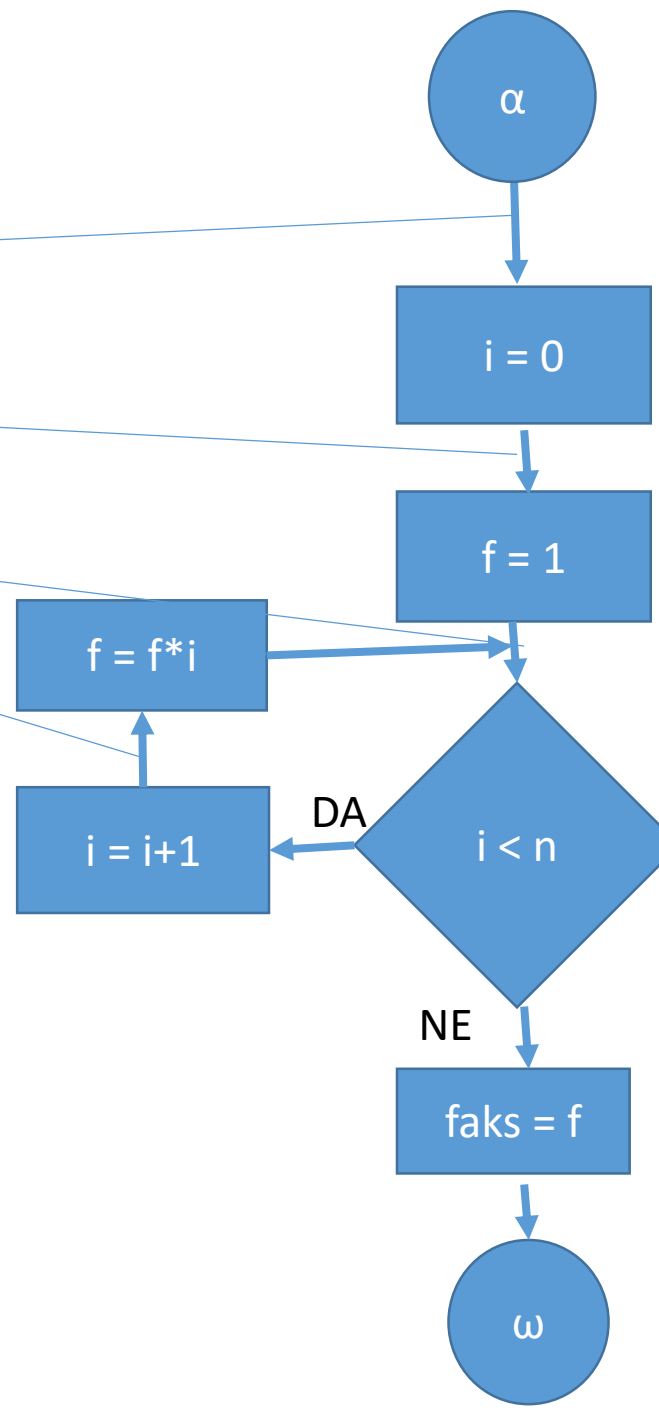 α
i = 0
f = 1
f = f*i
DA
i = i+1
i < n
NE
faks = f
ω